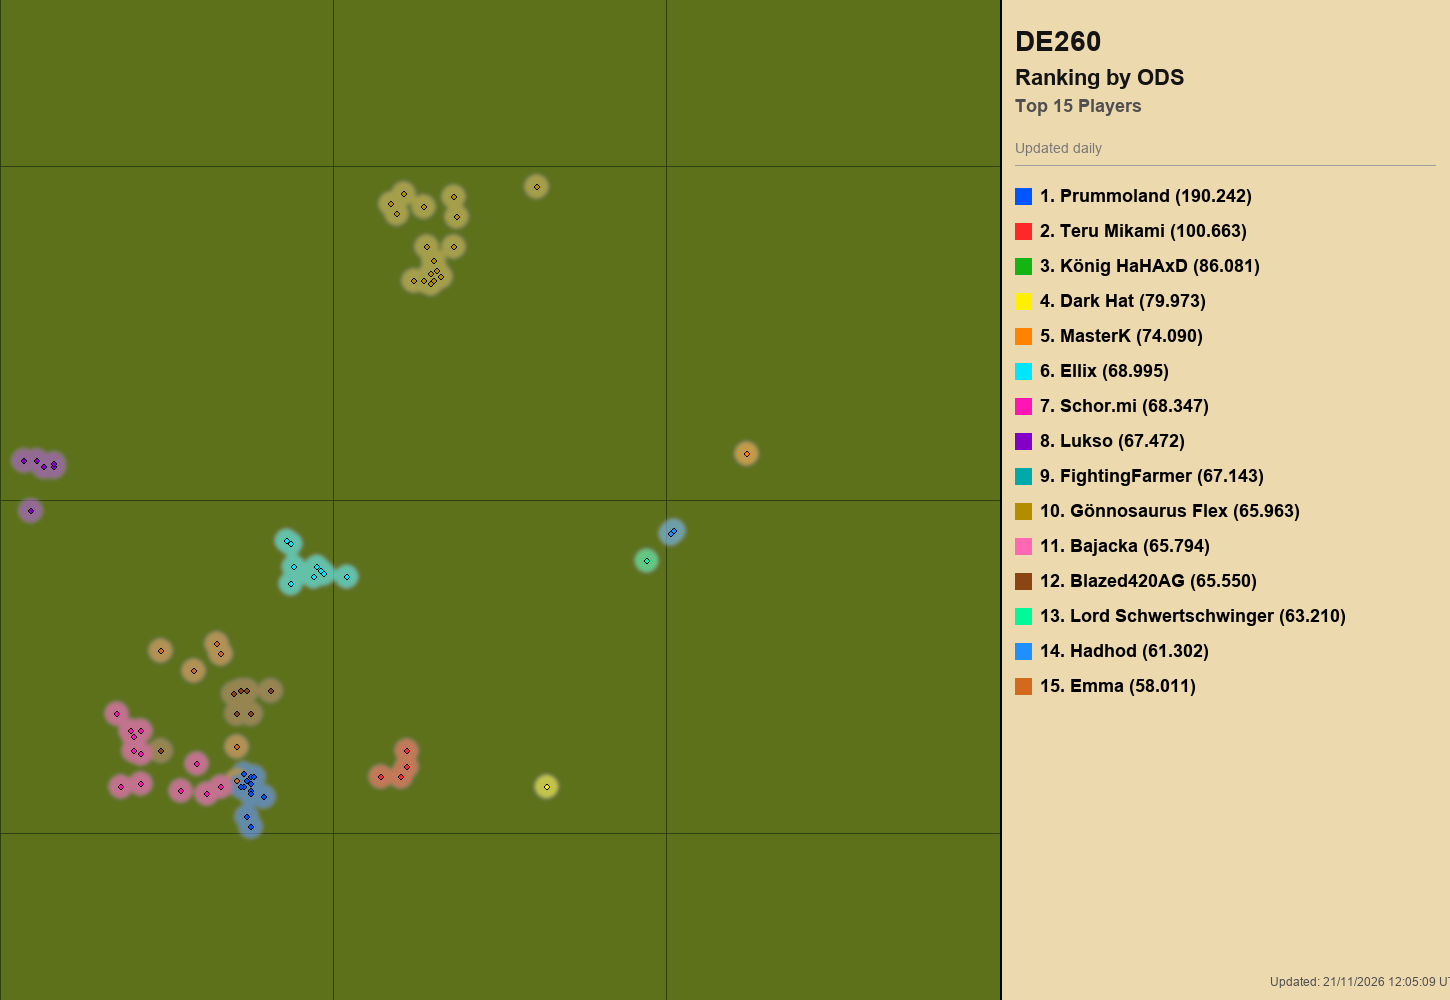 DE260
Ranking by ODS
Top 15 Players
Updated daily
1. Prummoland (190.242)
2. Teru Mikami (100.663)
3. König HaHAxD (86.081)
4. Dark Hat (79.973)
5. MasterK (74.090)
6. Ellix (68.995)
7. Schor.mi (68.347)
8. Lukso (67.472)
9. FightingFarmer (67.143)
10. Gönnosaurus Flex (65.963)
11. Bajacka (65.794)
12. Blazed420AG (65.550)
13. Lord Schwertschwinger (63.210)
14. Hadhod (61.302)
15. Emma (58.011)
Updated: 21/11/2026 12:05:09